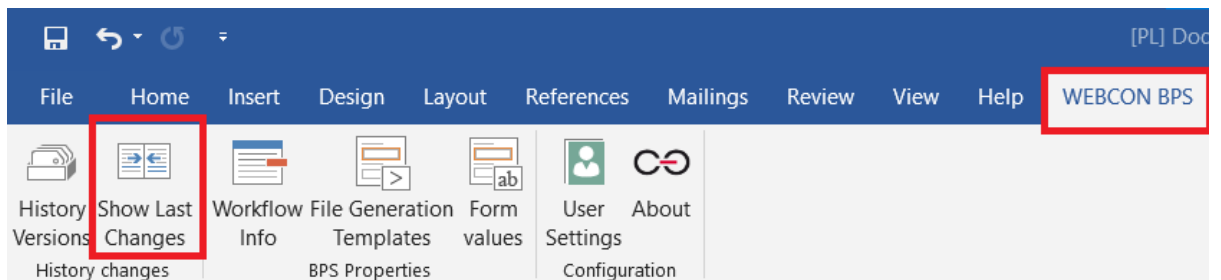 [PL] Doc
File Home Insert Design Layout References Mailings Review View Help WEBCON BPS
ab
History Show Last Workflow File Generation Form User About
Versions Changes Info Templates values Settings
History changes BPS Properties Configuration